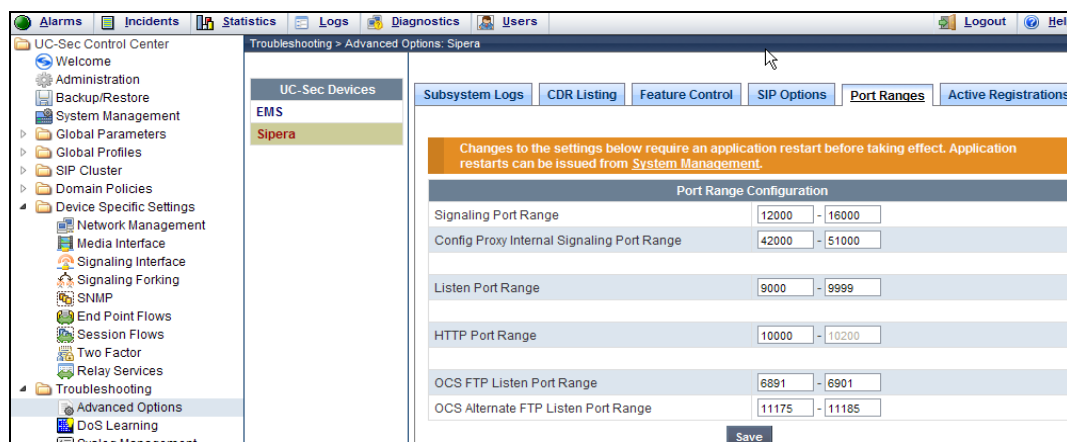 Alarms Incidents Statistics Logs Diagnostics Users Logout Hel
UC-Sec Control Center
Welcome
Administration
Backup/Restore
System Management
Global Parameters
Global Profiles
SIP Cluster
Domain Policies
Device Specific Settings
Network Management
Media Interface
Signaling Interface
Signaling Forking
SNMP
End Point Flows
Session Flows
Two Factor
Relay Services
Troubleshooting
Advanced Options
DoS Learning
Syslog Management
Troubleshooting > Advanced Options: Sipera
UC-Sec Devices
EMS
Sipera
Subsystem Logs CDR Listing Feature Control SIP Options Port Ranges Active Registrations
Changes to the settings below require an application restart before taking effect. Application
restarts can be issued from System Management.
Port Range Configuration
Signaling Port Range 12000 - 16000
Config Proxy Internal Signaling Port Range 42000 - 51000
Listen Port Range 9000 - 9999
HTTP Port Range 10000 - 10200
OCS FTP Listen Port Range 6891 - 6901
OCS Alternate FTP Listen Port Range 11175 - 11185
Save